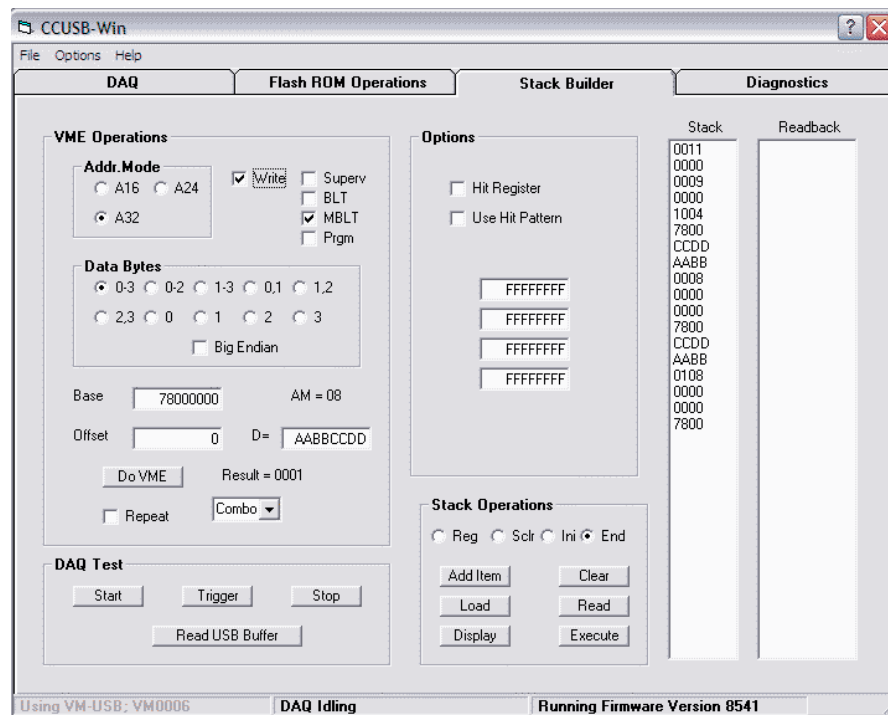 CCUSB-Win
File Options Help
DAQ
Flash ROM Operations
Stack Builder
Diagnostics
VME Operations
Addr.Mode
A16 A24
A32
Write
Superv
BLT
MBLT
Prgm
Data Bytes
0-3 0-2 1-3 0,1 1,2
2,3 0 1 2 3
Big Endian
Base 78000000 AM = 08
Offset 0 D= AABBCCDD
Do VME Result = 0001
Repeat Combo
DAQ Test
Start Trigger Stop
Read USB Buffer
Options
Hit Register
Use Hit Pattern
FFFFFFFF
FFFFFFFF
FFFFFFFF
FFFFFFFF
Stack Operations
Reg Sclr Ini End
Add Item Clear
Load Read
Display Execute
Stack
0011
0000
0009
0000
1004
7800
CCDD
AABB
0008
0000
0000
7800
CCDD
AABB
0108
0000
0000
7800
Readback
Using VM-USB; VM0006
DAQ Idling
Running Firmware Version 8541